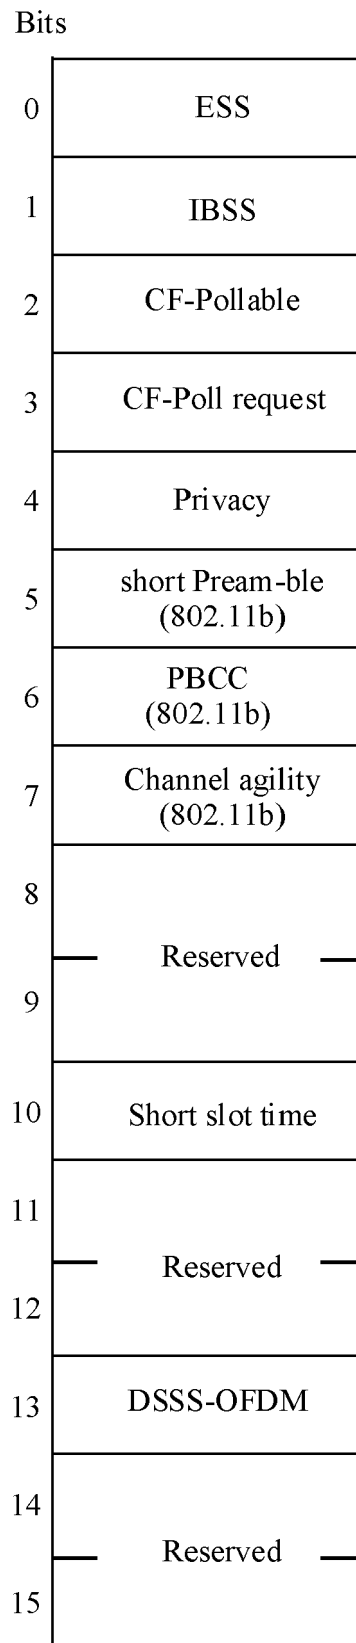 Bits
0 ESS
1 IBSS
2 CF-Pollable
3 CF-Poll request
4 Privacy
5 short Pream-ble
(802.11b)
6 PBCC
(802.11b)
7 Channel agility
(802.11b)
8
Reserved
9
10 Short slot time
11
Reserved
12
13 DSSS-OFDM
14
Reserved
15